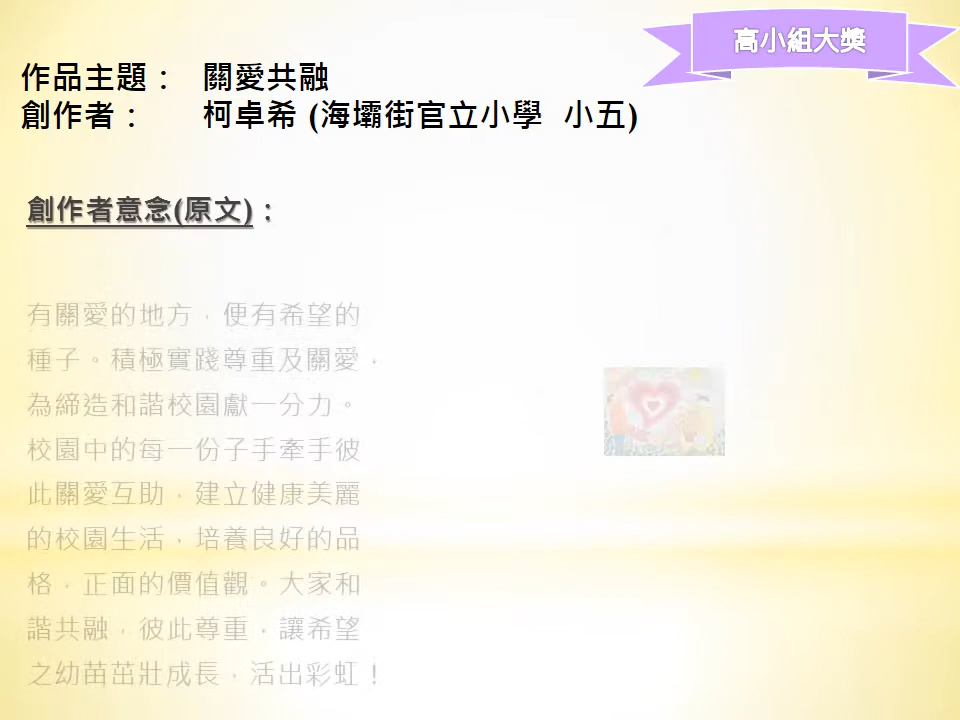 高小組大獎
作品主題： 關愛共融
創作者： 柯卓希 (海壩街官立小學 小五)
創作者意念(原文)：
有關愛的地方，便有希望的
種子。積極實踐尊重及關愛，
為締造和諧校園獻一分力。
校園中的每一份子手牽手彼
此關愛互助，建立健康美麗
的校園生活，培養良好的品
格，正面的價值觀。大家和
諧共融，彼此尊重，讓希望
之幼苗茁壯成長，活出彩虹！